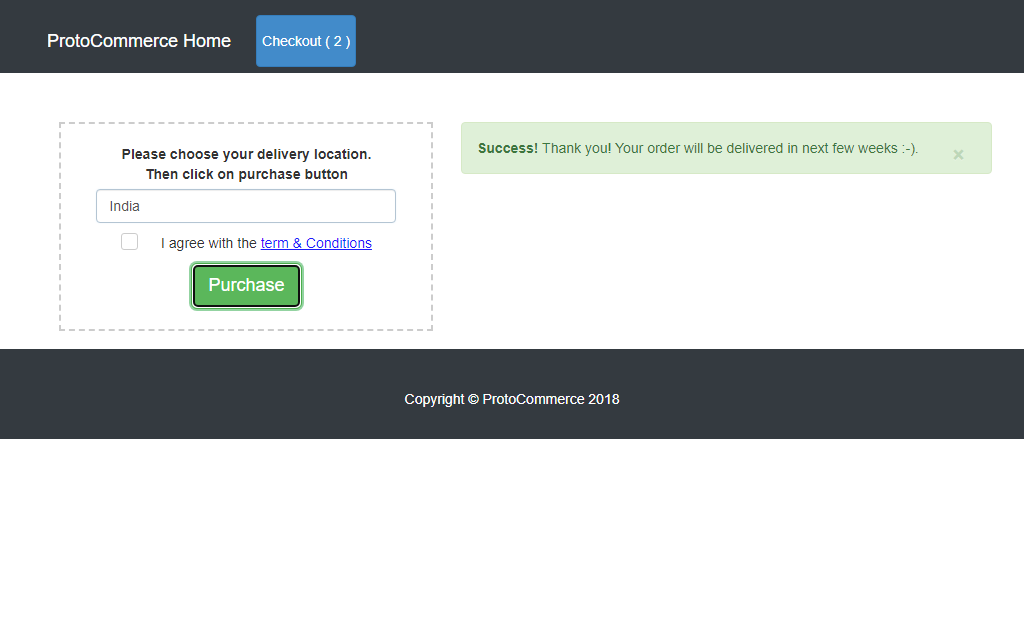 ProtoCommerce Home
Checkout ( 2 )
Please choose your delivery location.
Then click on purchase button
India
I agree with the term & Conditions
Purchase
Success! Thank you! Your order will be delivered in next few weeks :-).
×
Copyright © ProtoCommerce 2018